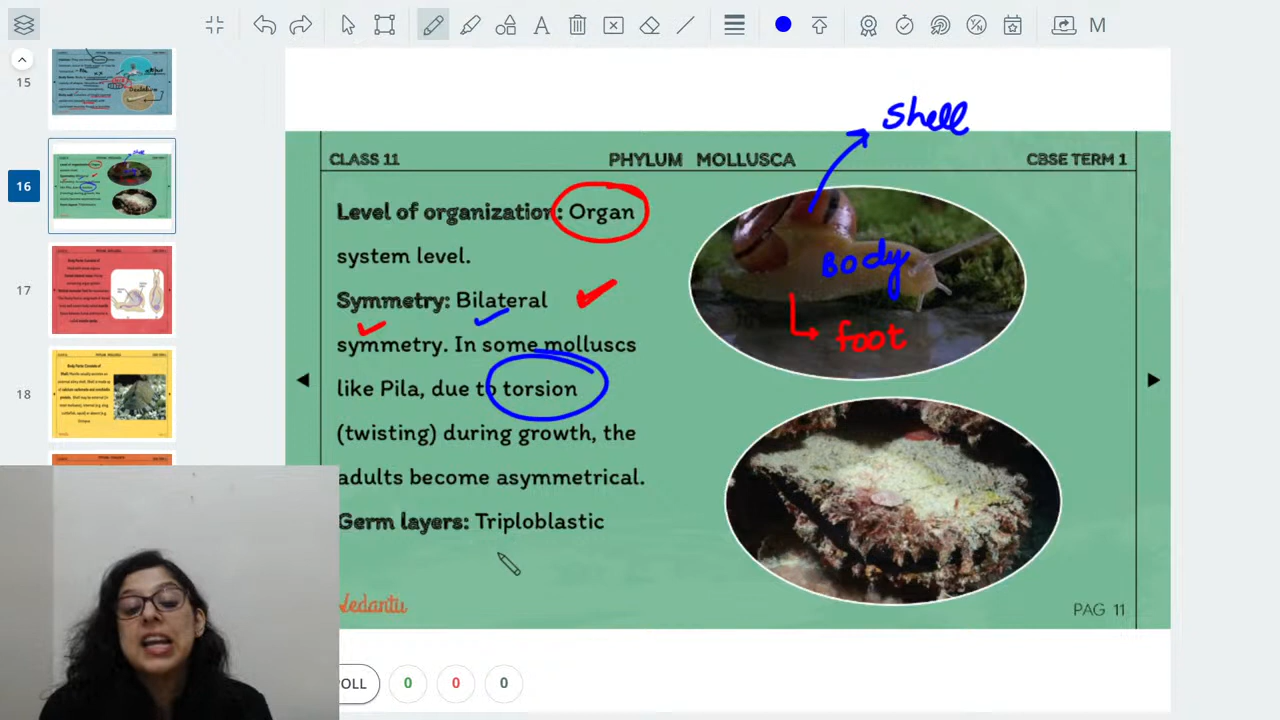 M
15
16
17
18
shell
CLASS 11
PHYLUM MOLLUSCA
CBSE TERM 1
Level of organization: Organ
system level.
Symmetry: Bilateral
symmetry. In some molluscs
like Pila, due to torsion
(twisting) during growth, the
adults become asymmetrical.
Germ layers: Triploblastic
Body
foot
Vedantu
PAG 11
POLL
0
0
0